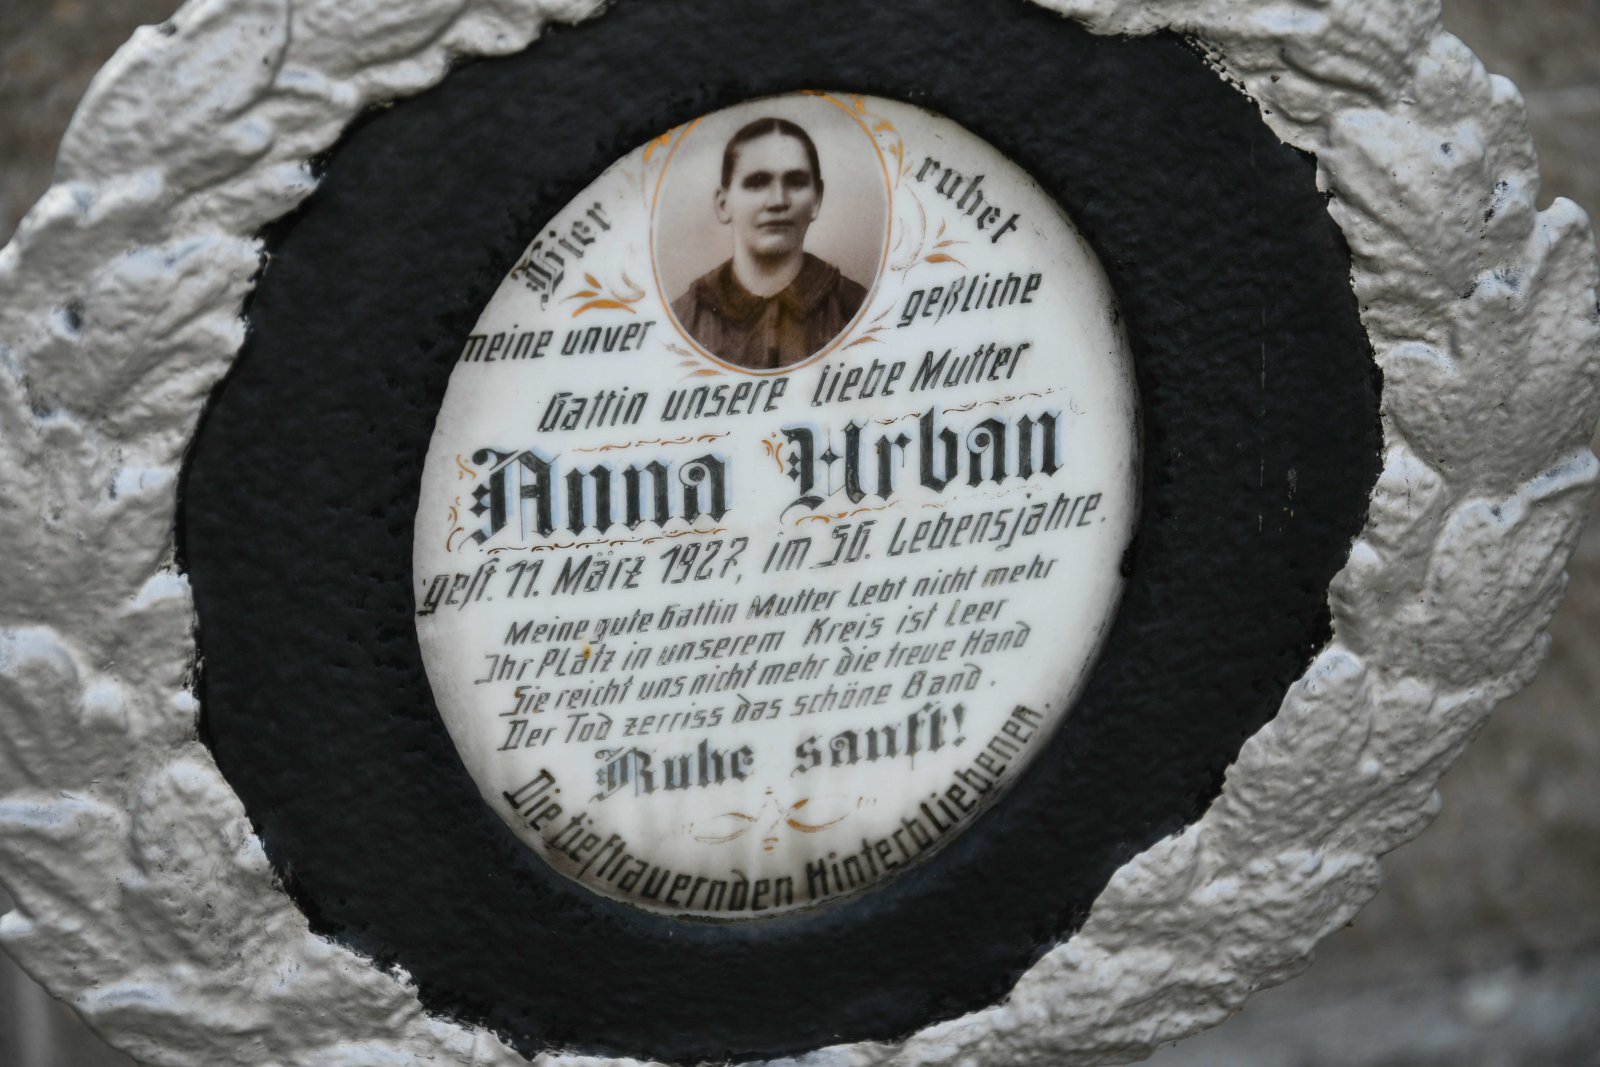 Hier ruhet
meine unver geßliche
Gattin unsere liebe Mutter
Anna Urban
gest. 11. März 1927, im 56. Lebensjahre.
Meine gute Gattin Mutter Lebt nicht mehr
Ihr Platz in unserem Kreis ist Leer
Sie reicht uns nicht mehr die treue Hand
Der Tod zerriss das schöne Band.
Ruhe sanft!
Die tieftrauernden Hinterbliebenen.